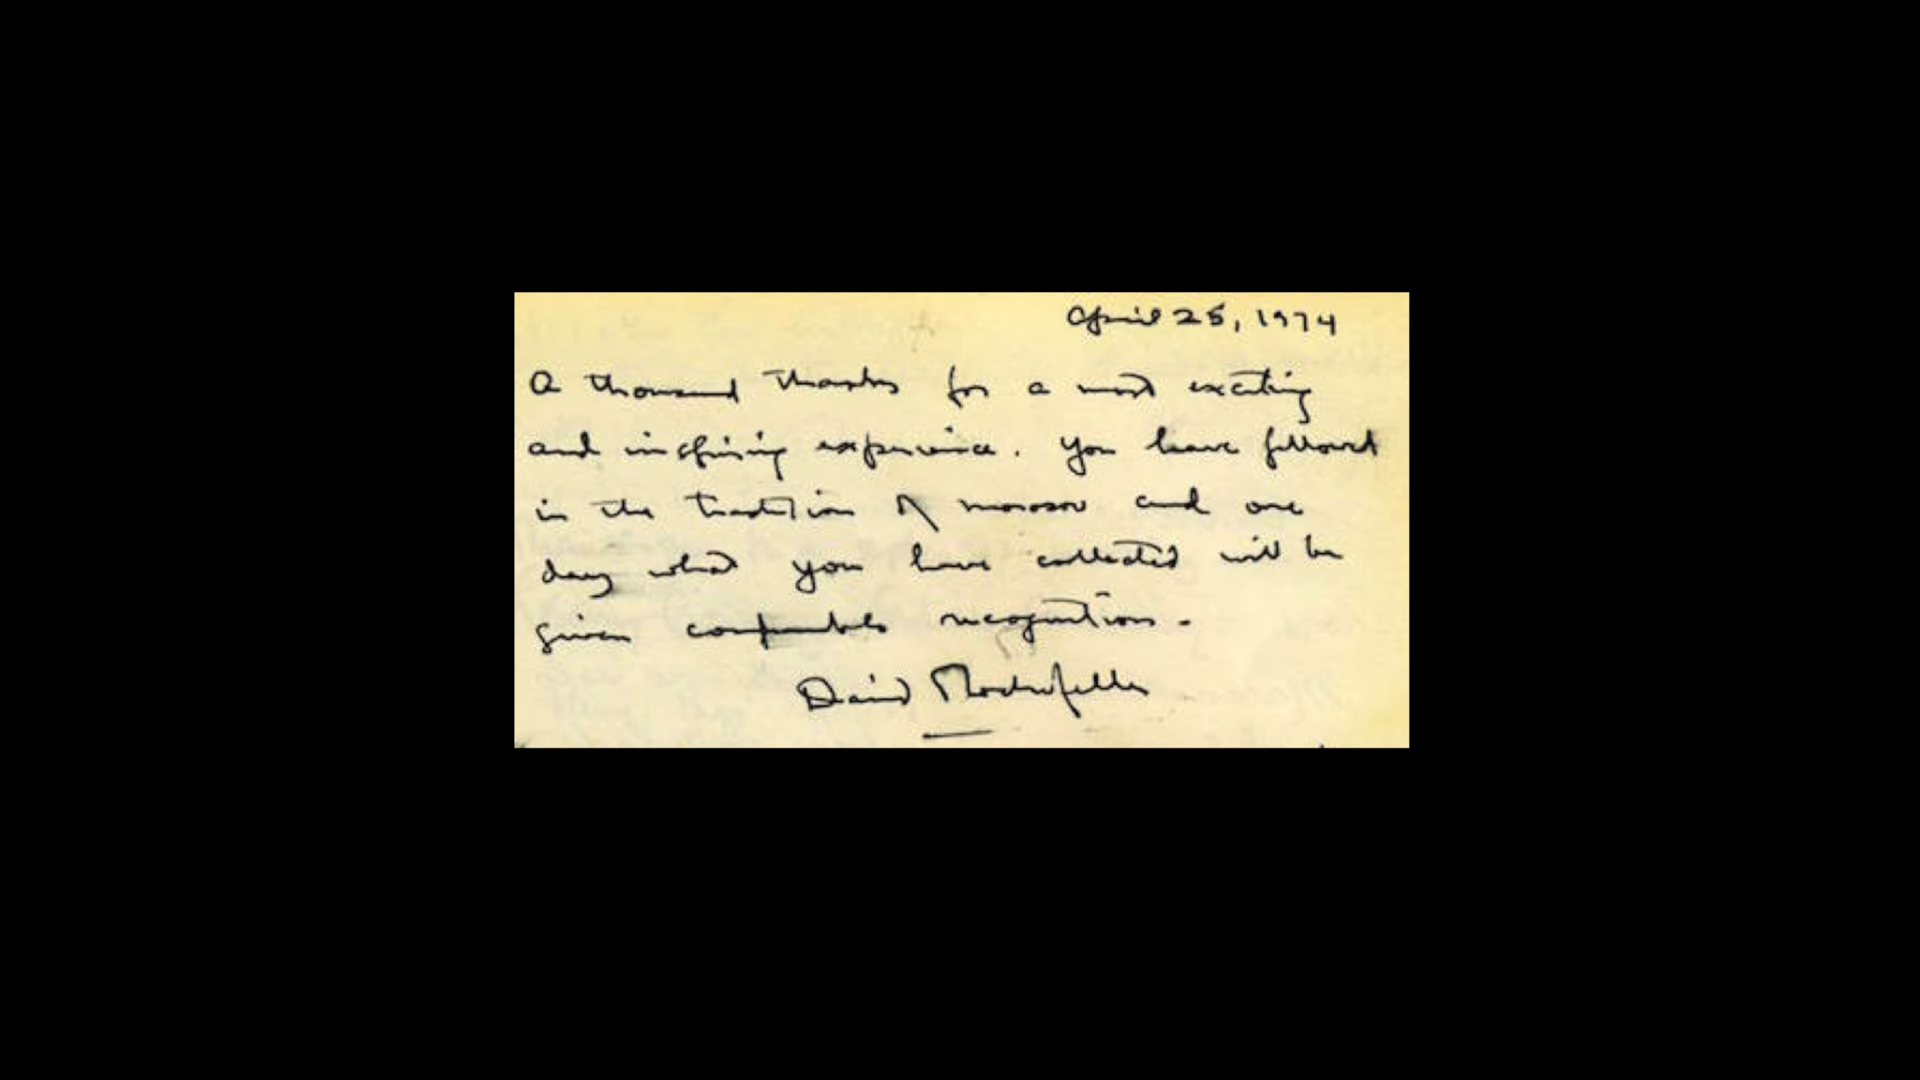 April 25, 1974
A thousand thanks for a most exciting
and inspiring experience. You have followed
in the tradition of Morosov and one
day what you have collected will be
given comparable recognition.
David Rockefeller